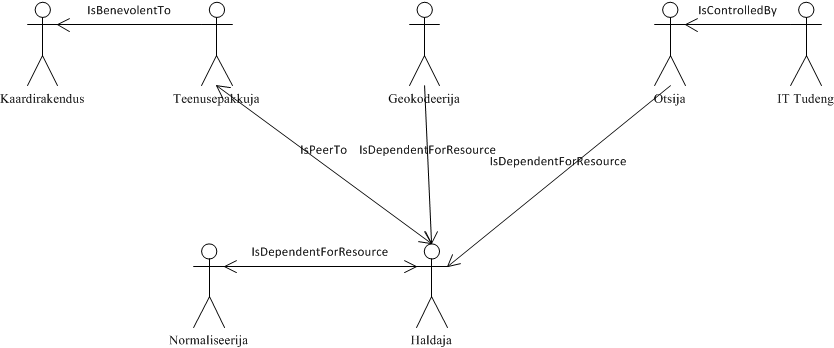 IsBenevolentTo
IsControlledBy
Kaardirakendus
Teenusepakkuja
Geokodeerija
Otsija
IT Tudeng
IsPeerTo
IsDependentForResource
IsDependentForResource
IsDependentForResource
Normaliseerija
Haldaja